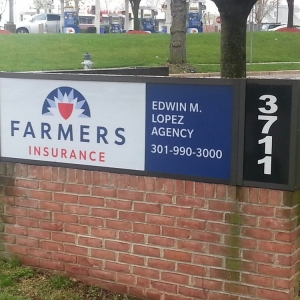 FARMERS
INSURANCE
EDWIN M.
LOPEZ
AGENCY
301-990-3000
3711